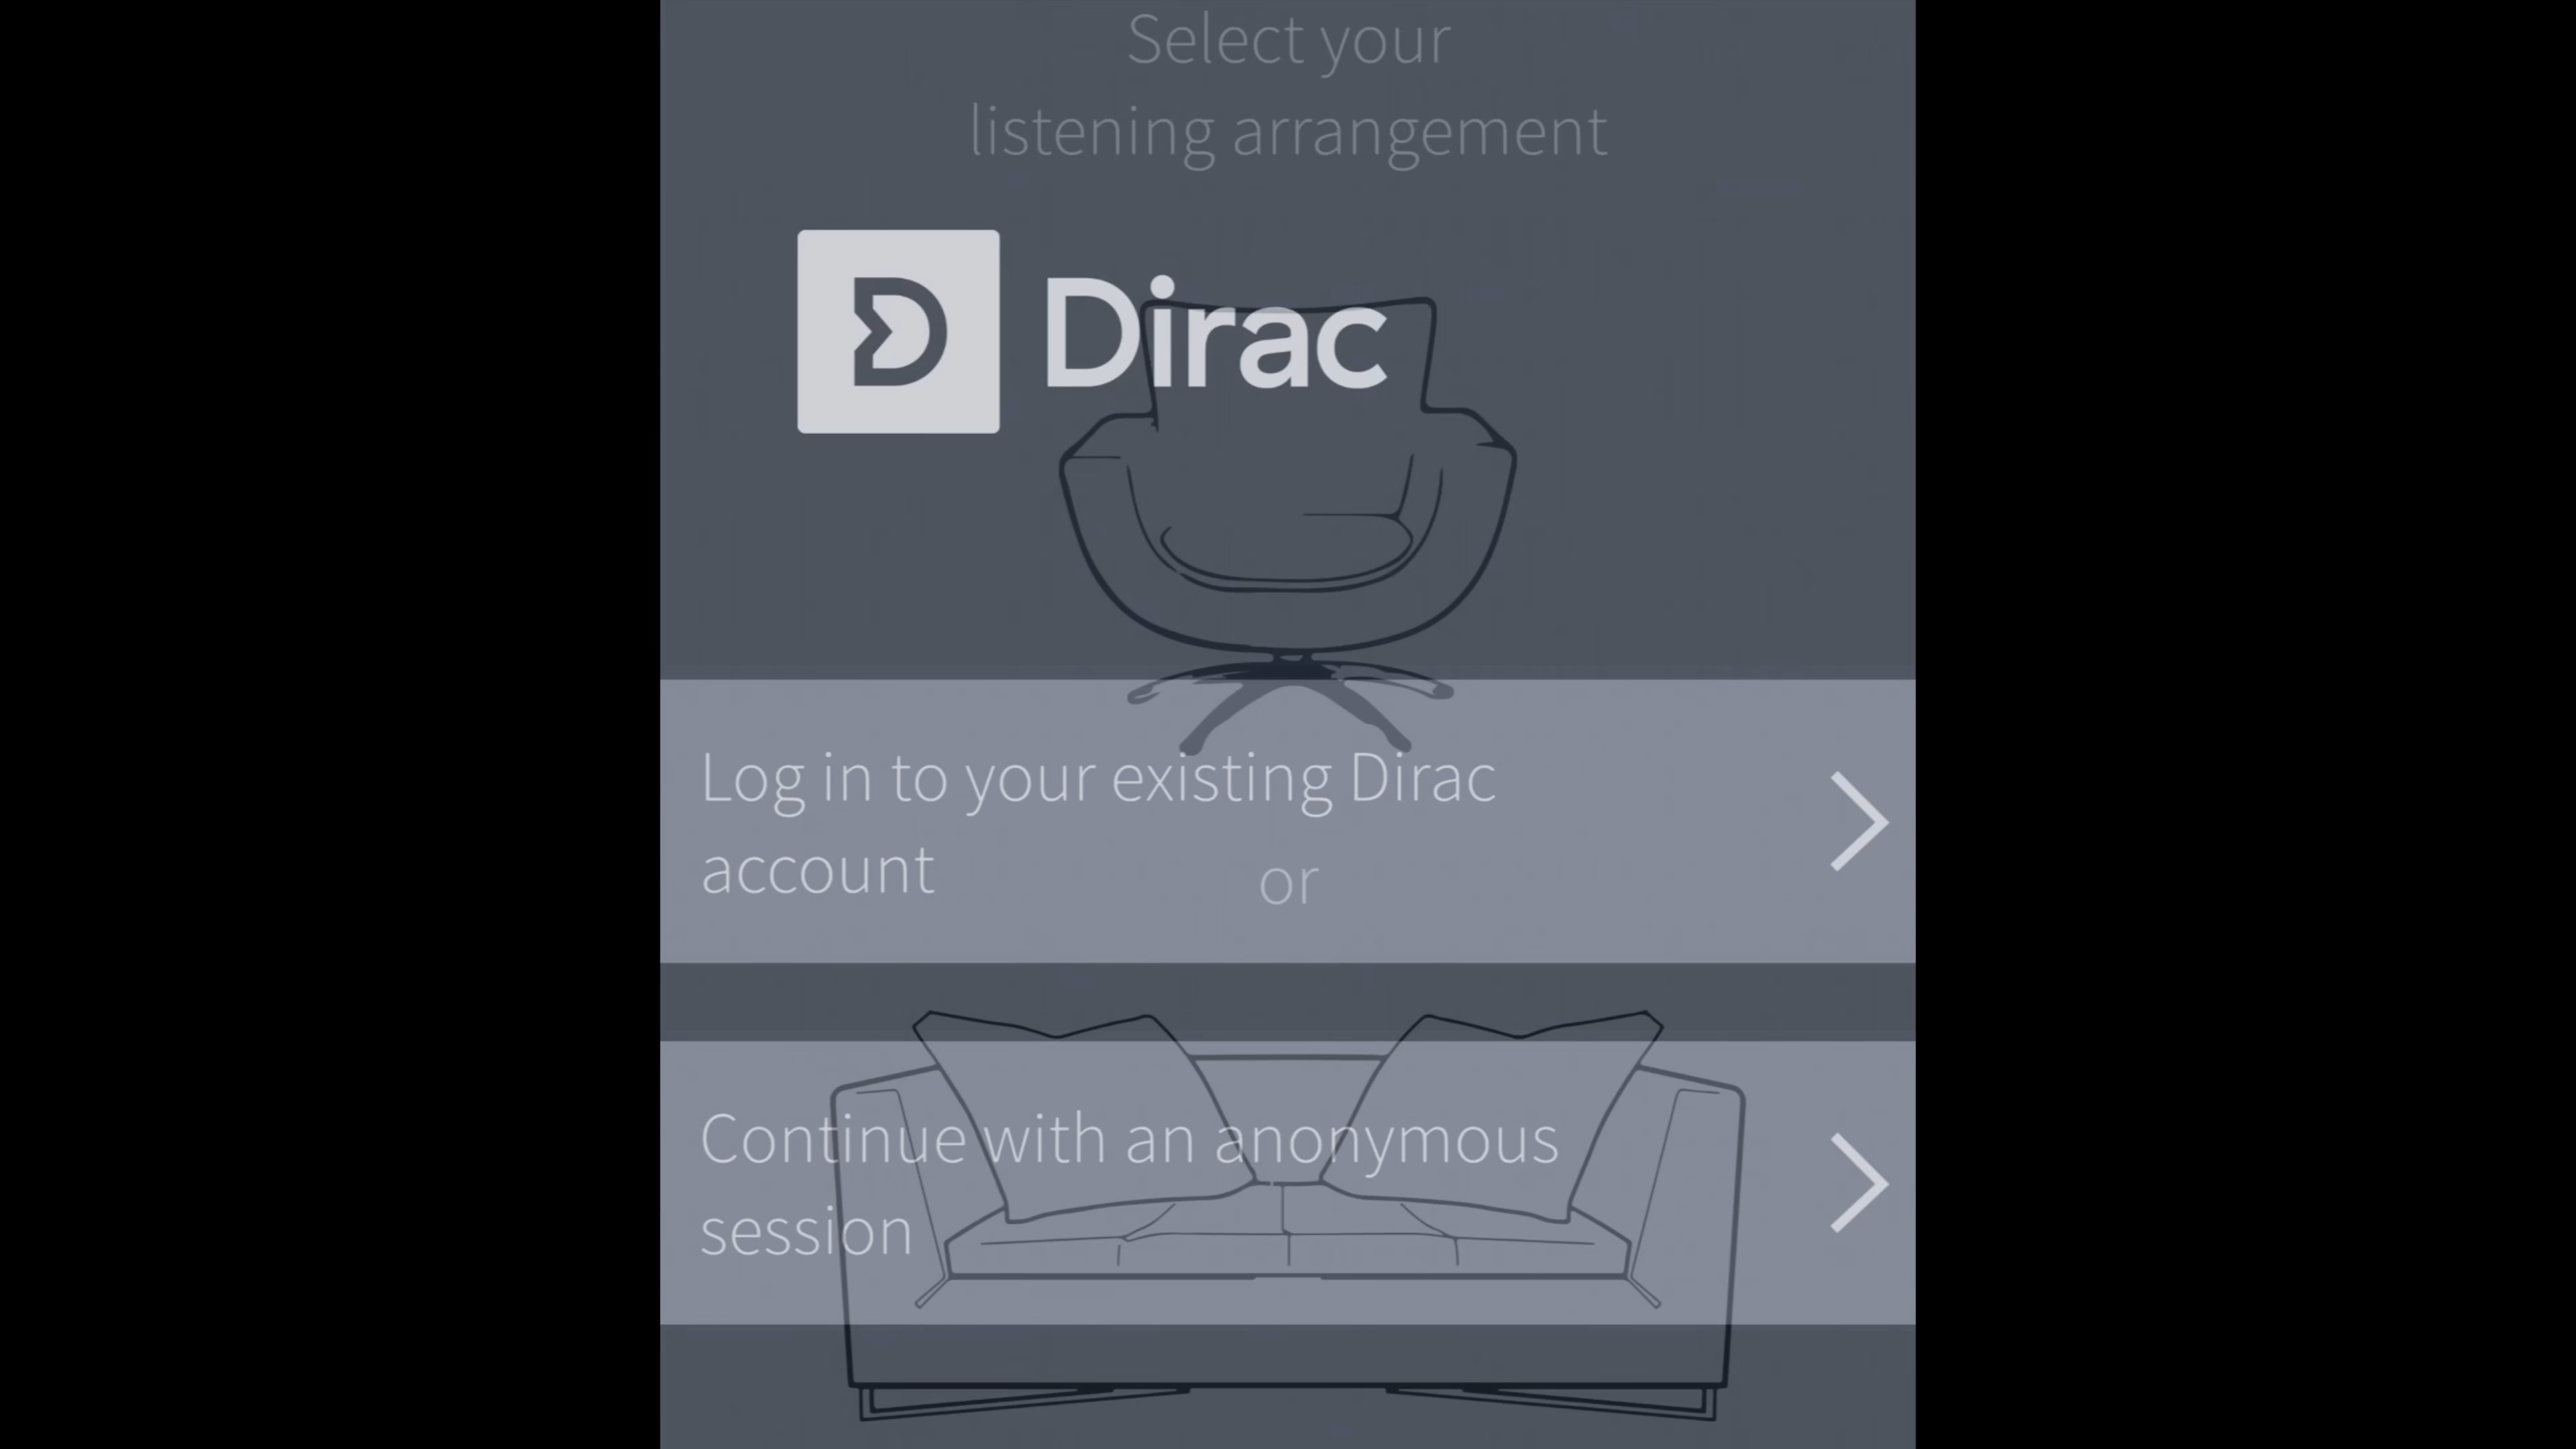 Select your
listening arrangement
Dirac
Log in to your existing Dirac
account
or
Continue with an anonymous
session